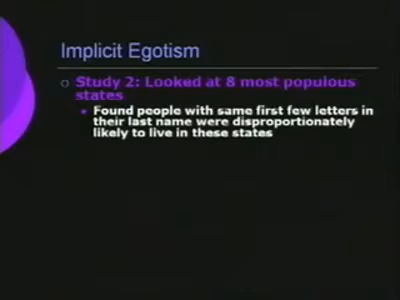 Implicit Egotism
Study 2: Looked at 8 most populous
states
Found people with same first few letters in
their last name were disproportionately
likely to live in these states